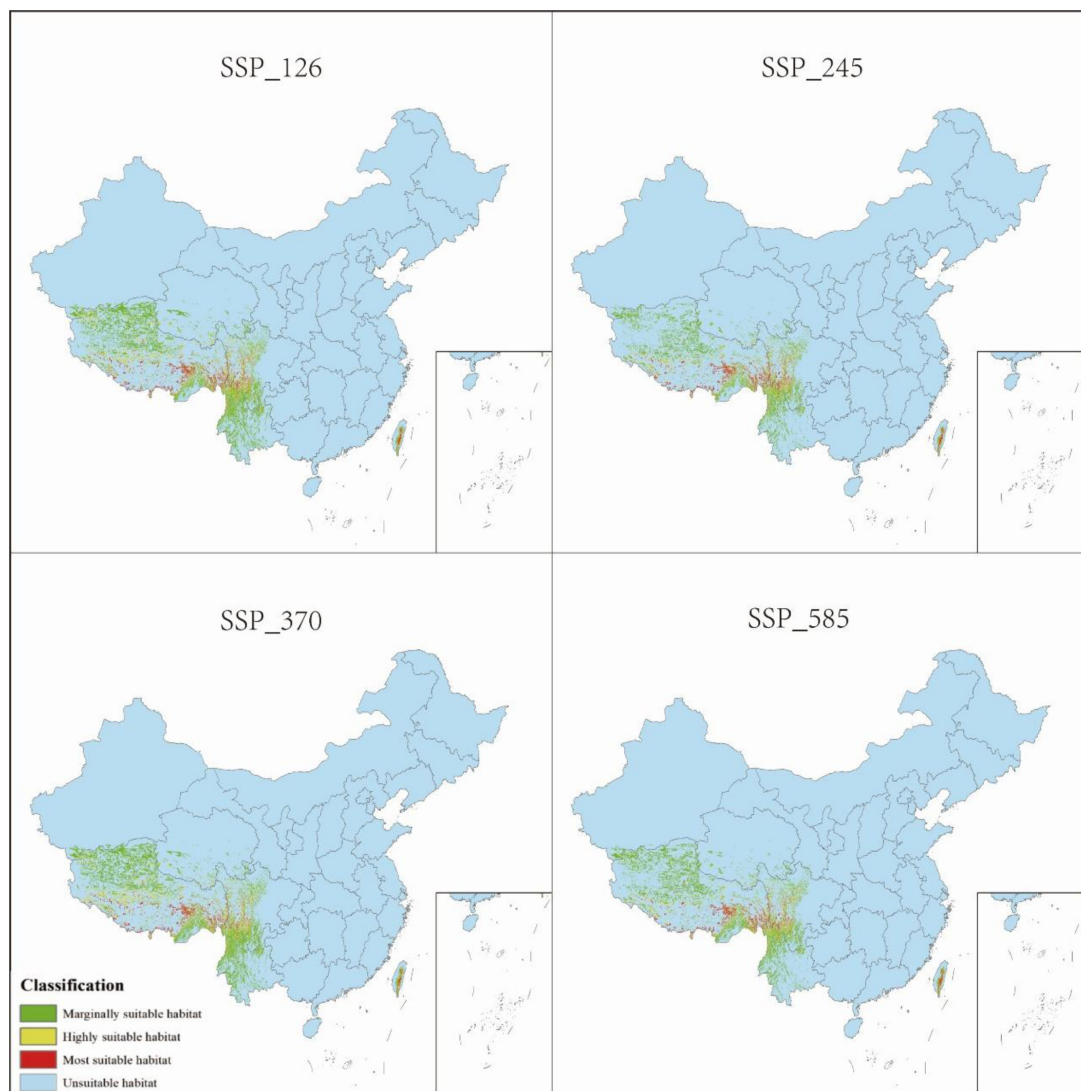 SSP_126
SSP_245
SSP_370
SSP_585
Classification
Marginally suitable habitat
Highly suitable habitat
Most suitable habitat
Unsuitable habitat